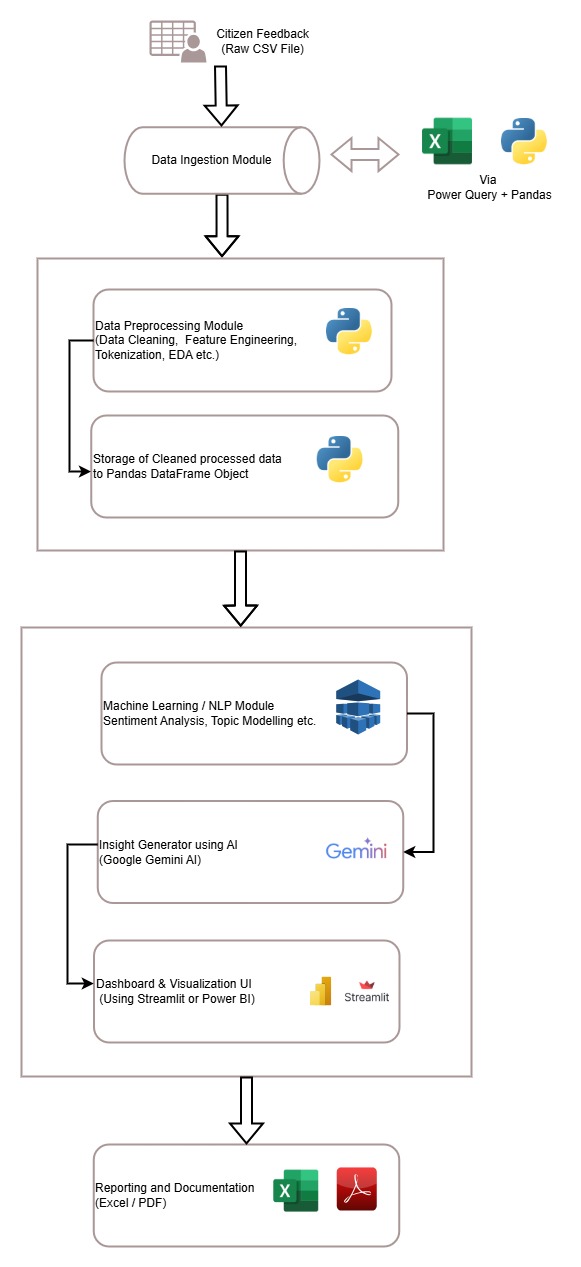 Citizen Feedback
(Raw CSV File)
Data Ingestion Module
X
Via
Power Query + Pandas
Data Preprocessing Module
(Data Cleaning,  Feature Engineering,
Tokenization, EDA etc.)
Storage of Cleaned processed data
to Pandas DataFrame Object
Machine Learning / NLP Module
Sentiment Analysis, Topic Modelling etc.
Insight Generator using AI
(Google Gemini AI)
Gemini
Dashboard & Visualization UI
(Using Streamlit or Power BI)
Streamlit
Reporting and Documentation
(Excel / PDF)
X